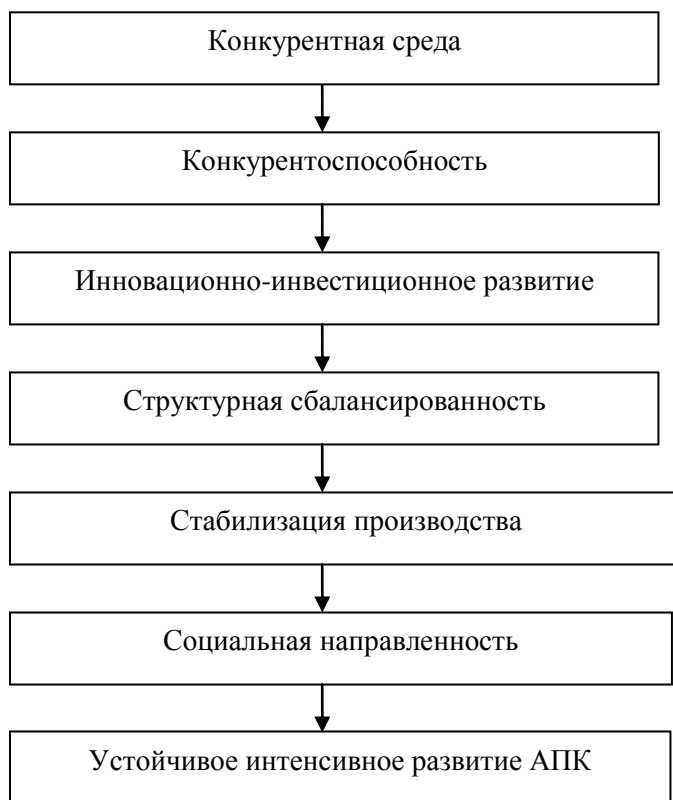 Конкурентная среда
Конкурентоспособность
Инновационно-инвестиционное развитие
Структурная сбалансированность
Стабилизация производства
Социальная направленность
Устойчивое интенсивное развитие АПК